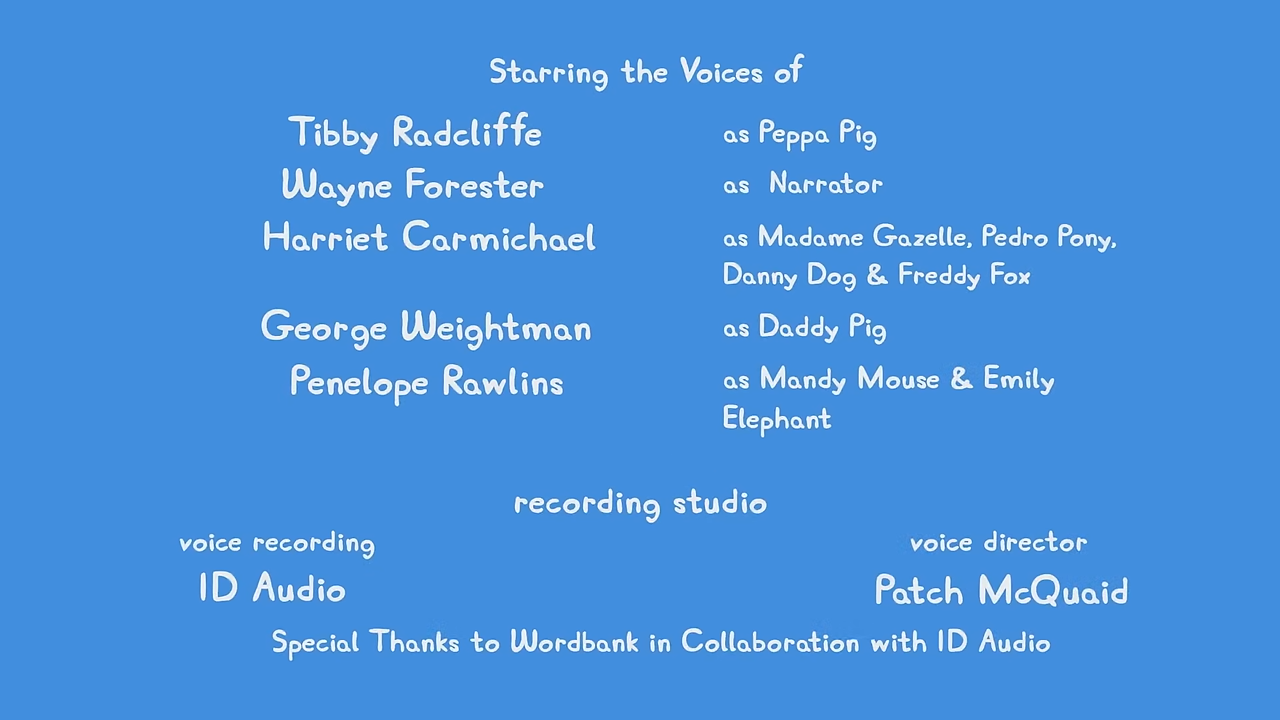 Starring the Voices of
Tibby Radcliffe as Peppa Pig
Wayne Forester as Narrator
Harriet Carmichael as Madame Gazelle, Pedro Pony,
Danny Dog & Freddy Fox
George Weightman as Daddy Pig
Penelope Rawlins as Mandy Mouse & Emily
Elephant
recording studio
voice recording voice director
ID Audio Patch McQuaid
Special Thanks to Wordbank in Collaboration with ID Audio